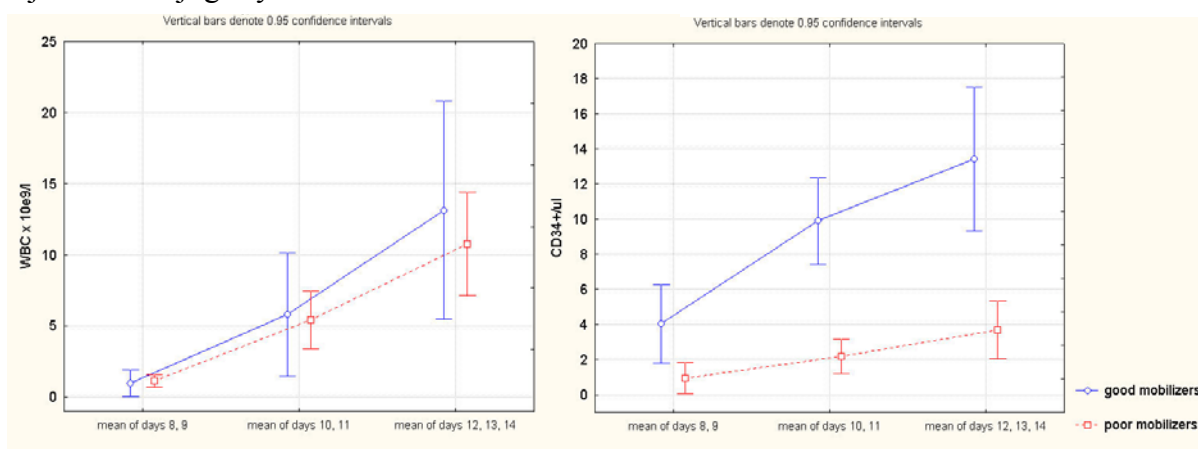 Vertical bars denote 0.95 confidence intervals
25
20
15
10
5
0
WBC x 10e9/l
mean of days 8, 9
mean of days 10, 11
mean of days 12, 13, 14
Vertical bars denote 0.95 confidence intervals
20
18
16
14
12
10
8
6
4
2
0
CD34+/ul
mean of days 8, 9
mean of days 10, 11
mean of days 12, 13, 14
good mobilizers
poor mobilizers